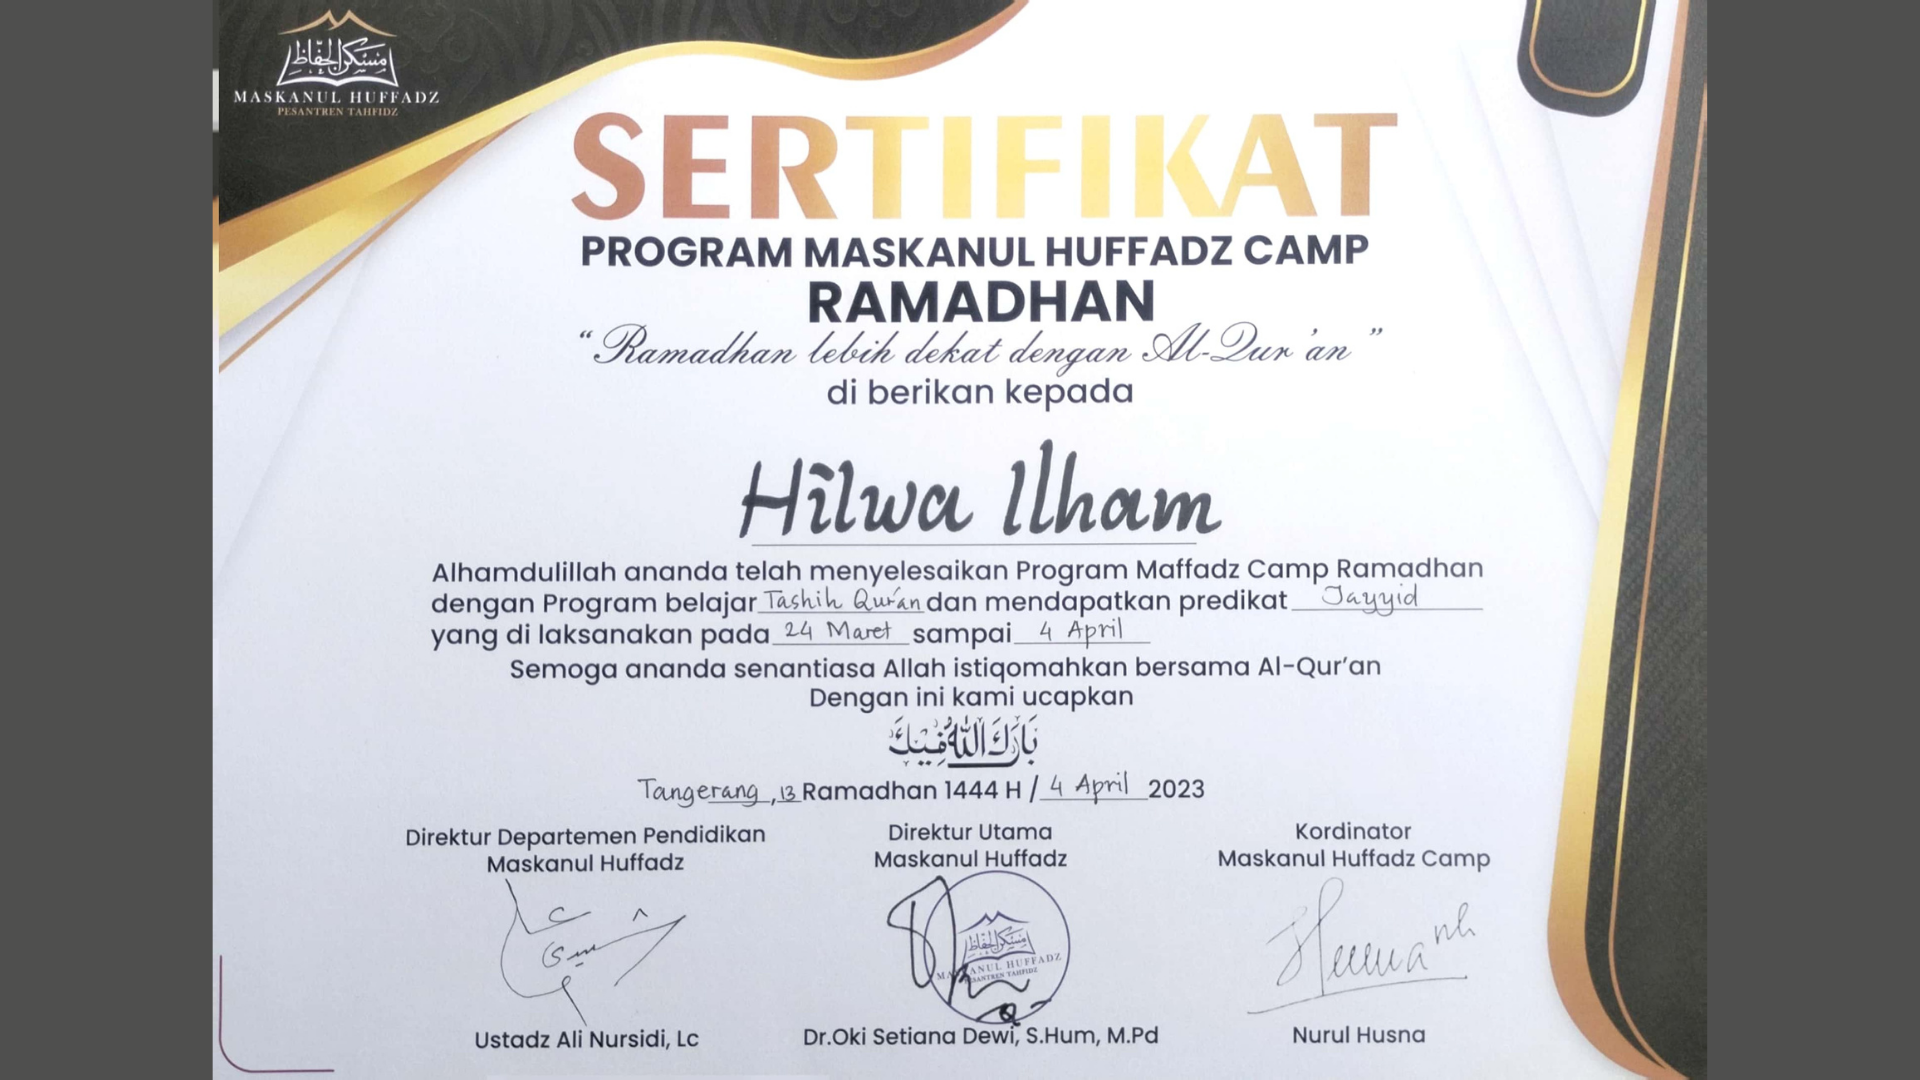 مسكن الحفاظ
MASKANUL HUFFADZ
PESANTREN TAHFIDZ
SERTIFIKAT
PROGRAM MASKANUL HUFFADZ CAMP
RAMADHAN
“Ramadhan lebih dekat dengan Al-Qur'an”
di berikan kepada
Hilwa Ilham
Alhamdulillah ananda telah menyelesaikan Program Maffadz Camp Ramadhan
dengan Program belajar Tashih Qur'an dan mendapatkan predikat Jayyid
yang di laksanakan pada 24 Maret sampai 4 April
Semoga ananda senantiasa Allah istiqomahkan bersama Al-Qur'an
Dengan ini kami ucapkan
بَارَكَ اللهُ فِيْكَ
Tangerang, 13 Ramadhan 1444 H / 4 April 2023
Direktur Departemen Pendidikan
Maskanul Huffadz
Direktur Utama
Maskanul Huffadz
Kordinator
Maskanul Huffadz Camp
مسكن الحفاظ
MASKANUL HUFFADZ
PESANTREN TAHFIDZ
Ustadz Ali Nursidi, Lc
Dr.Oki Setiana Dewi, S.Hum, M.Pd
Nurul Husna